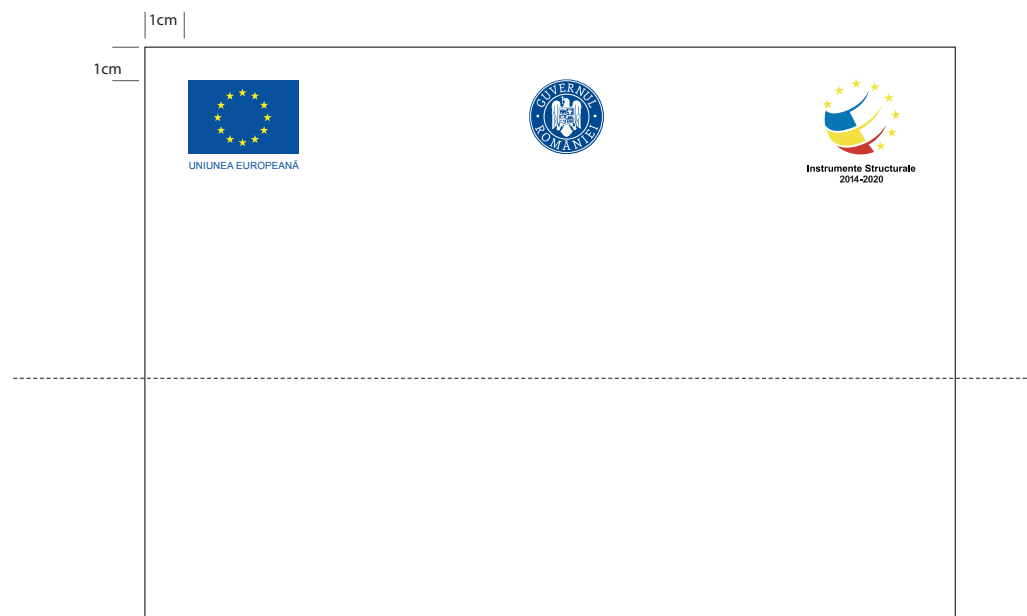 1cm
1cm
UNIUNEA EUROPEANĂ
GUVERNUL
ROMÂNIEI
Instrumente Structurale
2014-2020